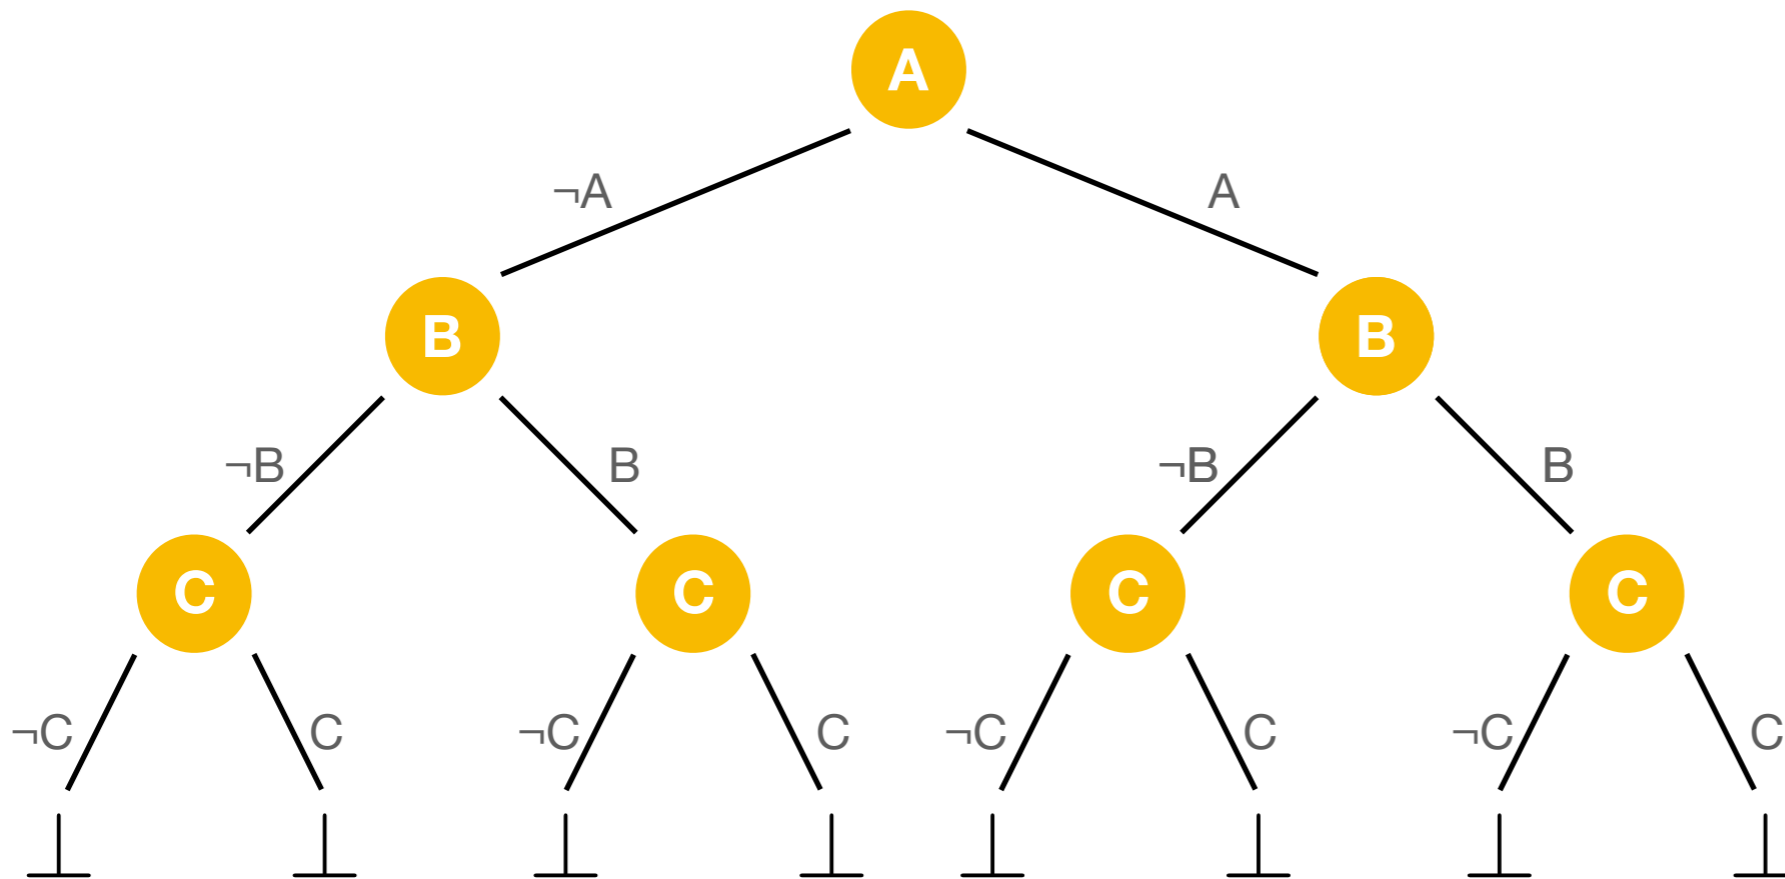 A
¬A A
B B
¬B B ¬B B
C C C C
¬C C ¬C C ¬C C ¬C C
⊥ ⊥ ⊥ ⊥ ⊥ ⊥ ⊥ ⊥